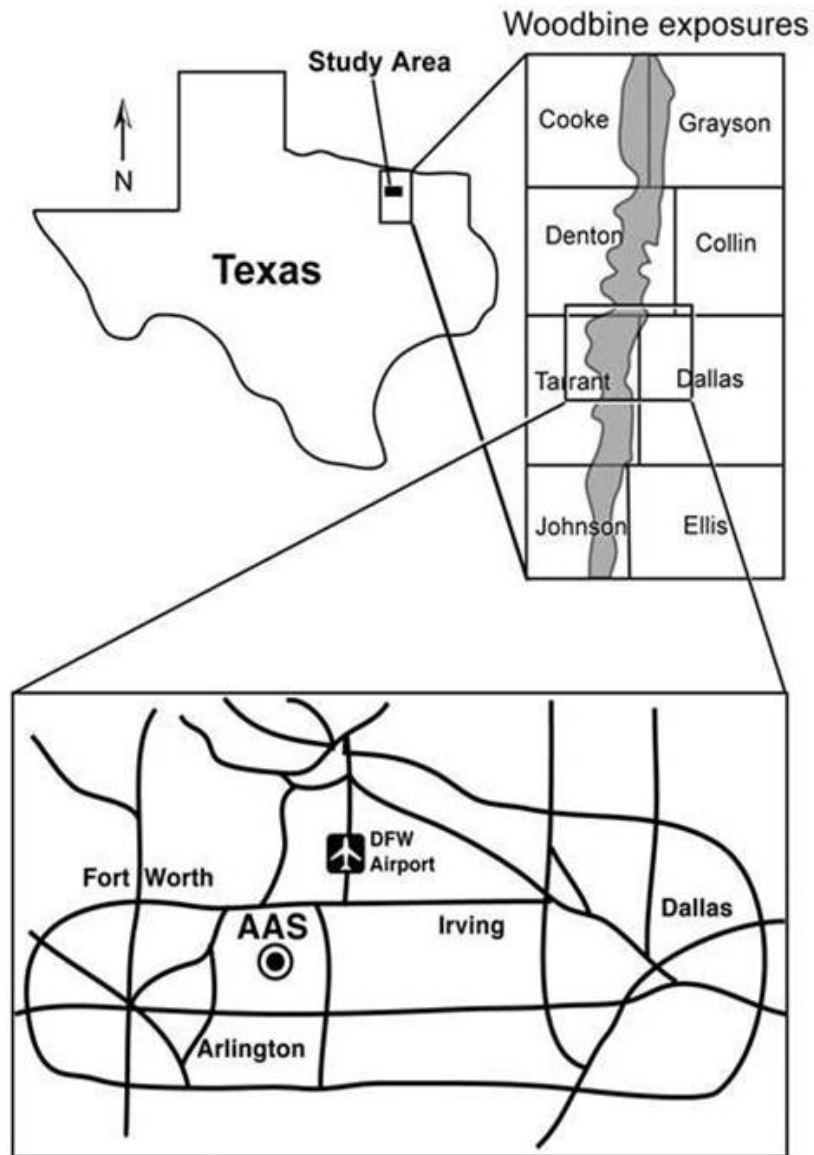 Woodbine exposures
Study Area
N
Texas
Cooke
Grayson
Denton
Collin
Tarrant
Dallas
Johnson
Ellis
DFW
Airport
Fort Worth
AAS
Irving
Dallas
Arlington